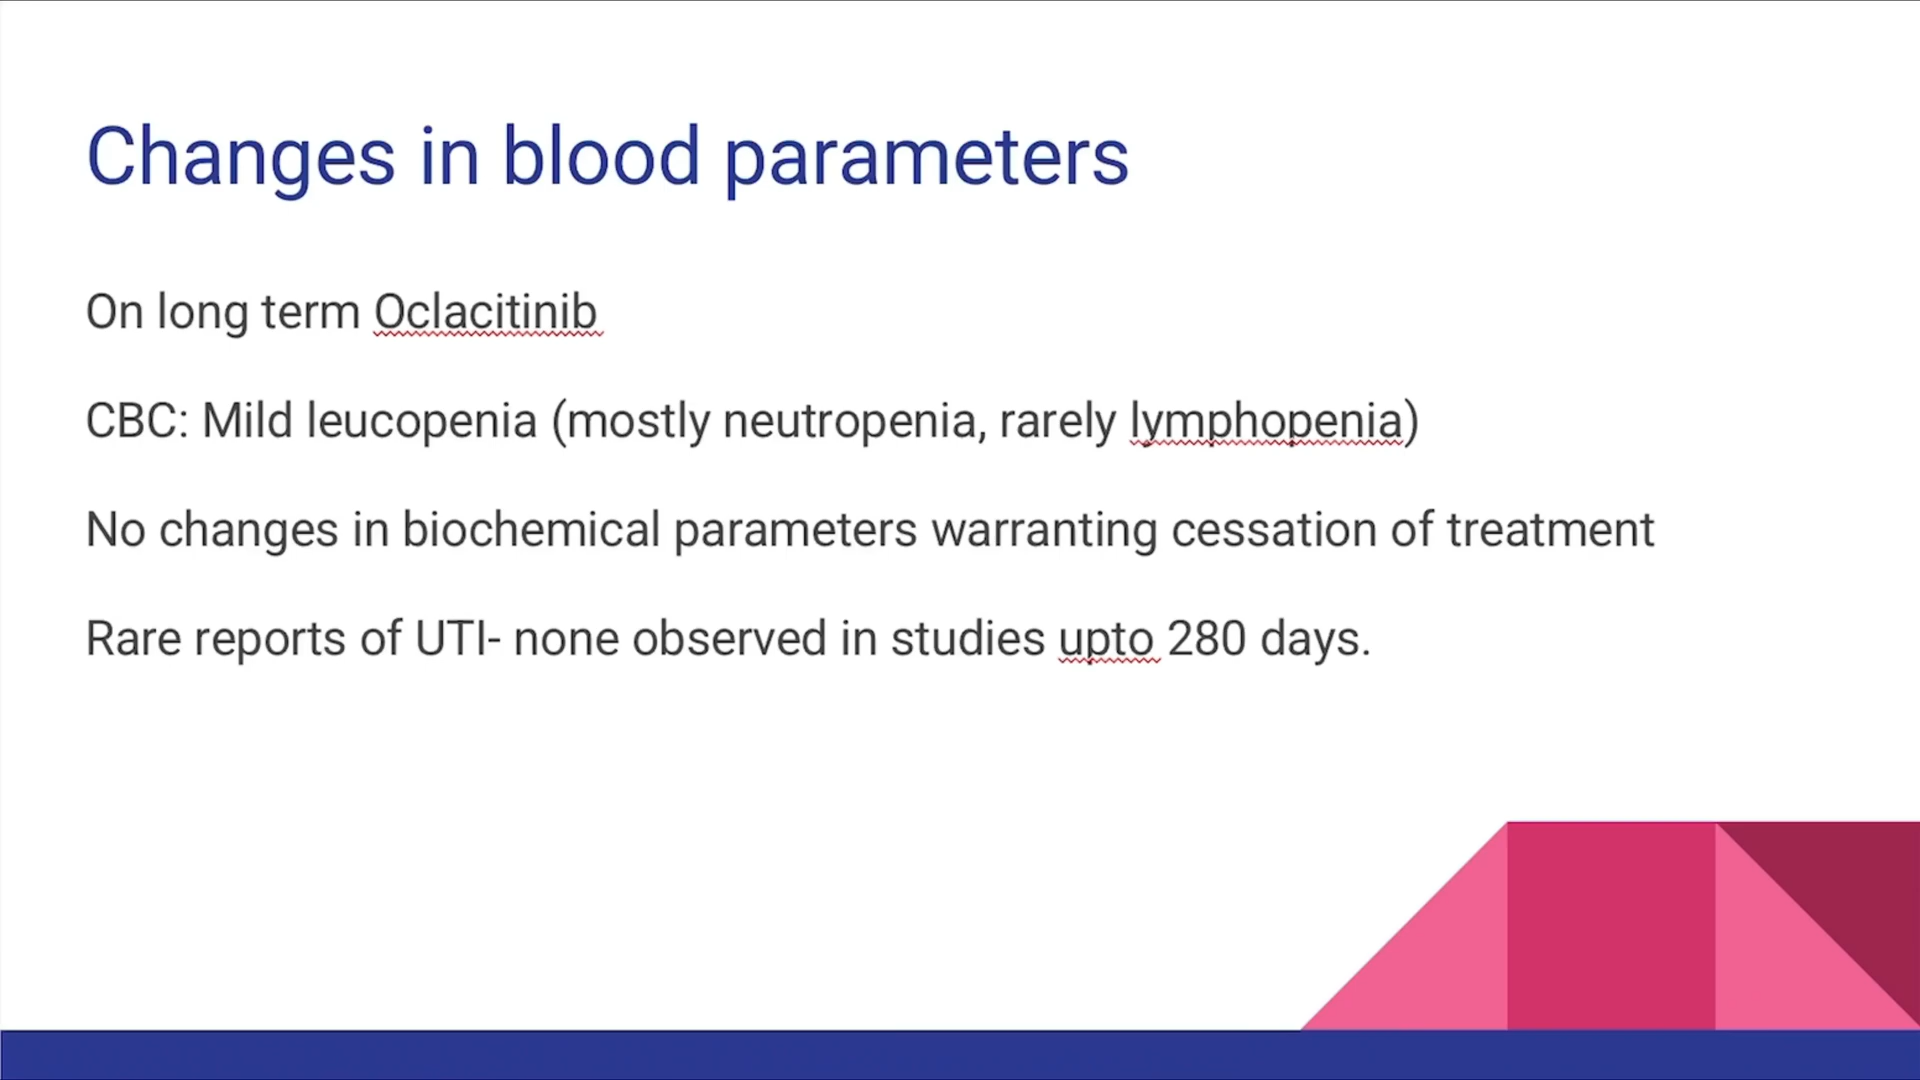 Changes in blood parameters
On long term Oclacitinib
CBC: Mild leucopenia (mostly neutropenia, rarely lymphopenia)
No changes in biochemical parameters warranting cessation of treatment
Rare reports of UTI- none observed in studies upto 280 days.